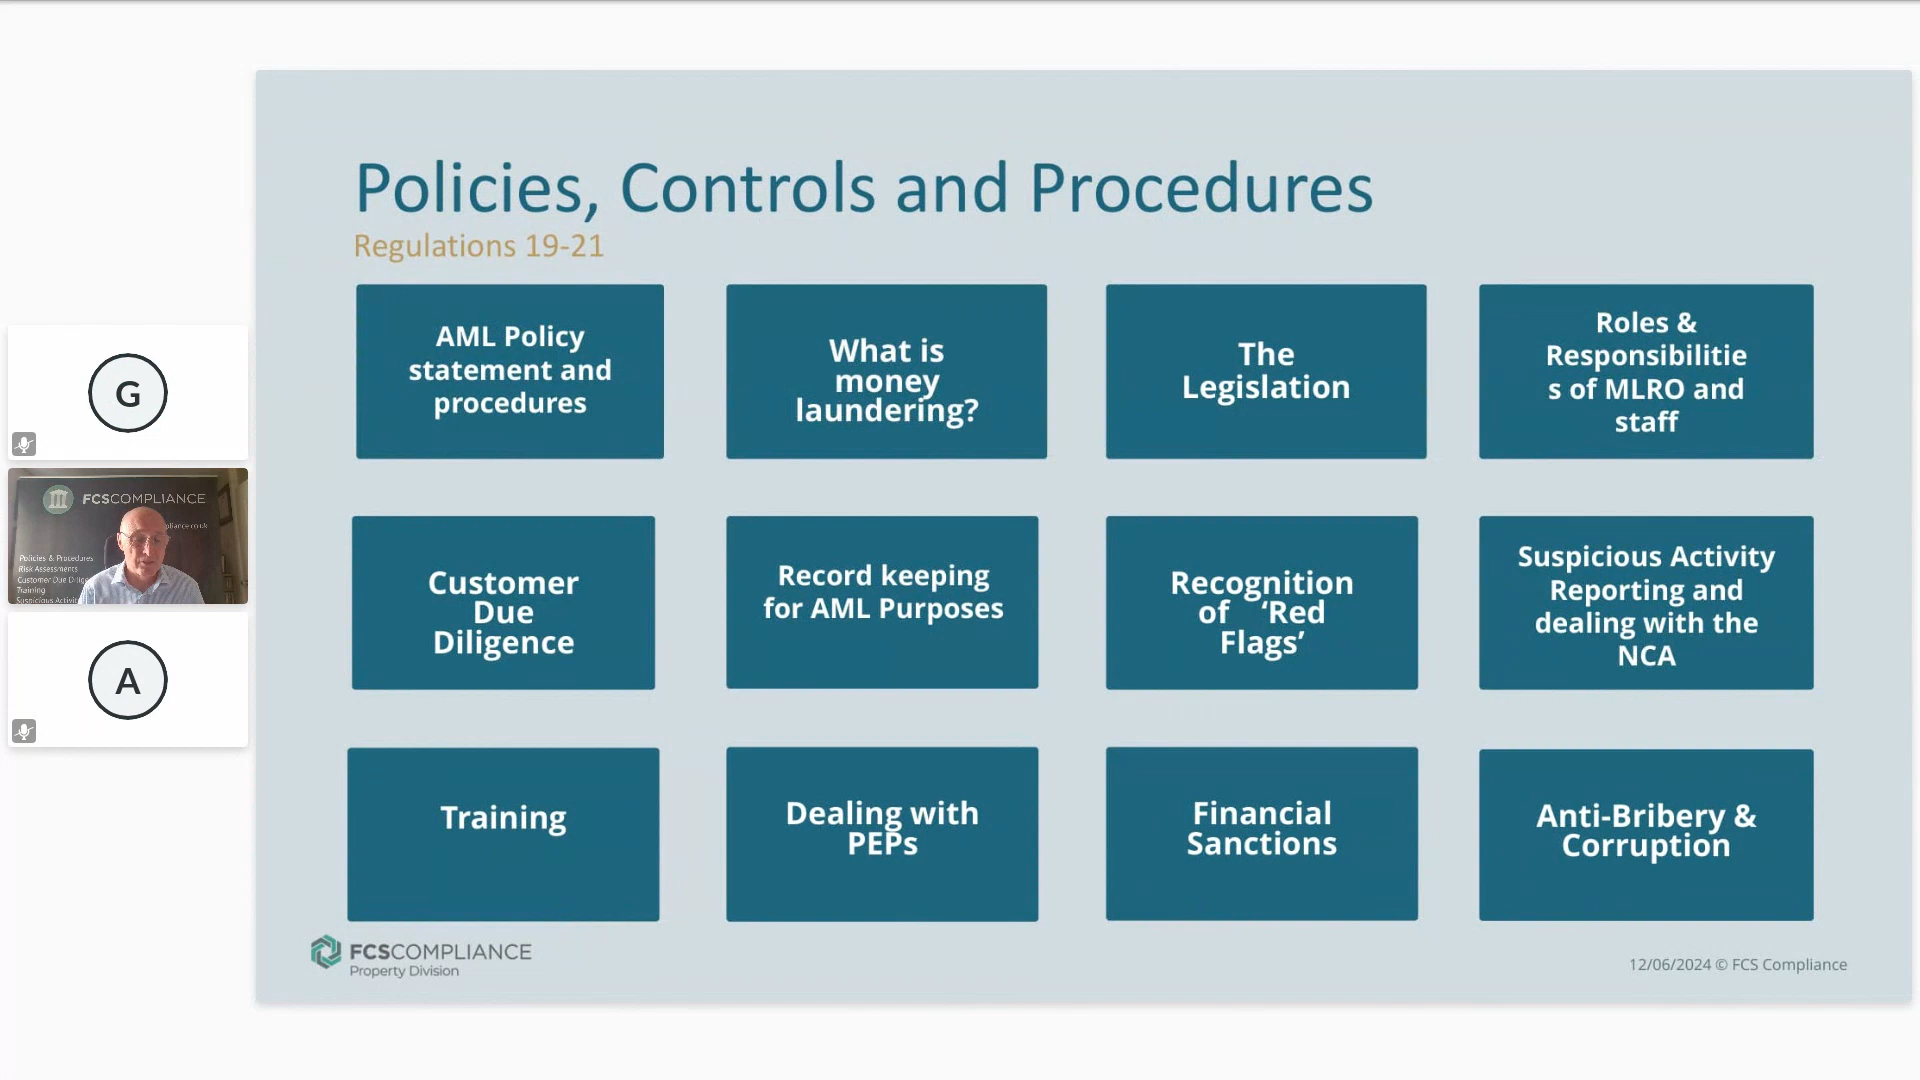 Policies, Controls and Procedures
Regulations 19-21
AML Policy
statement and
procedures
What is
money
laundering?
The
Legislation
Roles &
Responsibilitie
s of MLRO and
staff
Customer
Due
Diligence
Record keeping
for AML Purposes
Recognition
of ‘Red
Flags’
Suspicious Activity
Reporting and
dealing with the
NCA
Training
Dealing with
PEPs
Financial
Sanctions
Anti-Bribery &
Corruption
FCSCOMPLIANCE
Property Division
12/06/2024 © FCS Compliance
G
FCSCOMPLIANCE
Policies & Procedures
Risk Assessments
Customer Due
Training
Suspicious
A